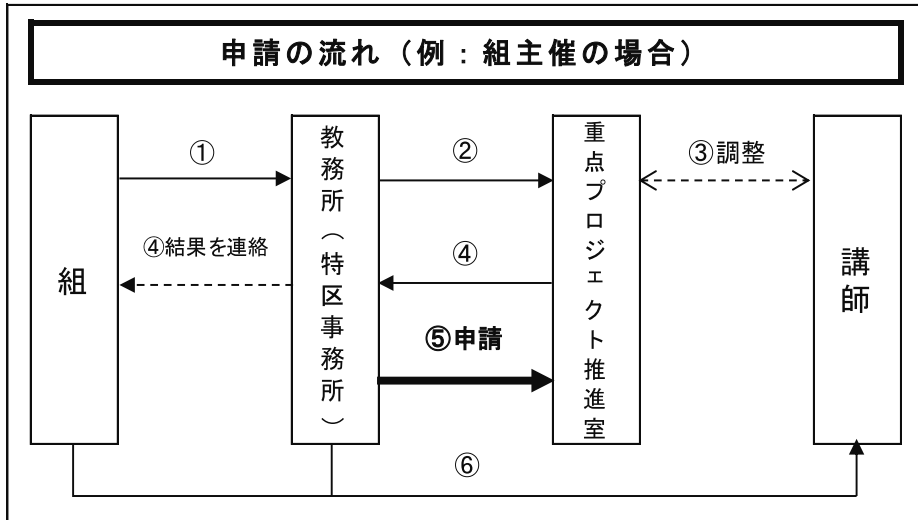 申請の流れ（例：組主催の場合）
組
①
④結果を連絡
教務所（特区事務所）
②
④
⑤申請
重点プロジェクト推進室
③調整
講師
⑥